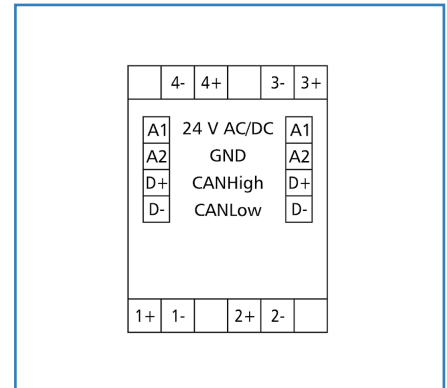 4- 4+ 3- 3+
A1 24 V AC/DC A1
A2 GND A2
D+ CANHigh D+
D- CANLow D-
1+ 1- 2+ 2-